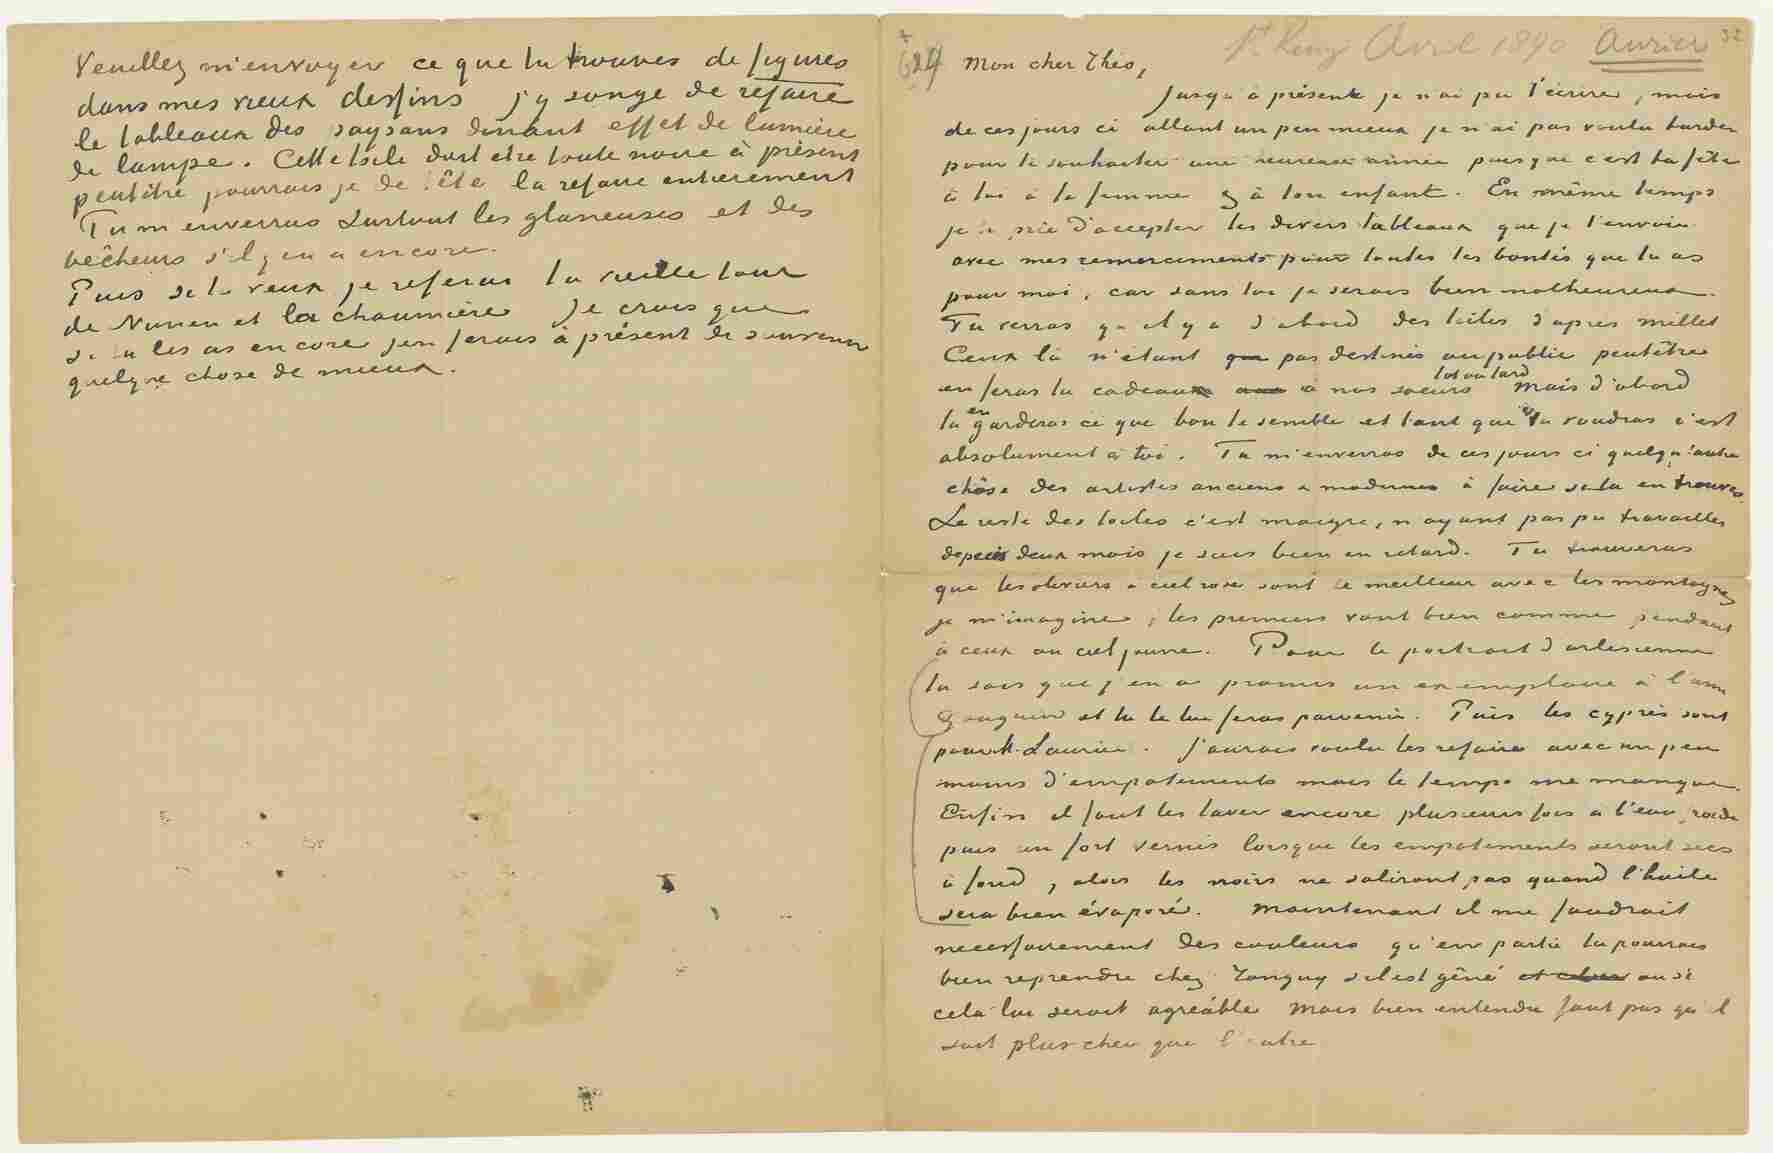 Veuillez m'envoyer ce que tu trouves de figures
dans mes vieux dessins j'y songe de refaire
le tableaux des paysans dinant effet de lumière
de lampe. Cette toile doit etre toute noire à présent
peutêtre pourrais je de tête la refaire entierement
Tu m'enverras surtout les glaneuses et des
bêcheurs s'il y en a encore.
Puis si tu veux je referai la vieille tour
de Nunen et la chaumière Je crois que
si tu les as encore j'en ferais à présent de souvenir
quelque chose de mieux.
624 St Remy Avril 1890 Aurier 32
Mon cher Theo,
Jusqu'à présent je n'ai pu t'écrire, mais
de ces jours ci allant un peu mieux je n'ai pas voulu tarder
pour te souhaiter une heureuse année puisque c'est ta fête
à toi à ta femme & à ton enfant. En même temps
je te prie d'accepter les divers tableaux que je t'envoie
avec mes remerciments pour toutes les bontés que tu as
pour moi, car sans toi je serais bien malheureux.
Tu verras qu'il y a d'abord des toiles d'apres Millet
Ceux là n'étant que pas destinés au public peutêtre
en feras tu cadeaux à nos soeurs tot ou tard Mais d'abord
tu en garderas ce que bon te semble et tant que tu voudras c'est
absolument à toi. Tu m'enverras de ces jours ci quelqu'autre
chôse des artistes anciens & modernes à faire si tu en trouves.
Le reste des toiles c'est maigre, n'ayant pas pu travailler
depuis deux mois je suis bien en retard. Tu trouveras
que les oliviers à ciel rose sont le meilleur avec les montagnes
je m'imagine; les premiers vont bien comme pendant
à ceux au ciel jaune. Pour le portrait d'arlesienne
tu sais que j'en ai promis un exemplaire à l'ami
Gauguin et tu le lui feras parvenir. Puis les cyprès sont
pour M. Laurier. J'aurais voulu les refaire avec un peu
moins d'empatements mais le temps me manque.
Enfin il faut les laver encore plusieurs fois à l'eau froide
puis un fort vernis lorsque les empatements seront secs
à fond, alors les noirs ne saliront pas quand l'huile
sera bien évaporée. Maintenant il me faudrait
necessairement des couleurs qu'en partie tu pourrais
bien reprendre chez Tanguy s'il est gêné ou si
cela lui serait agréable Mais bien entendu faut pas qu'il
soit plus cher que l'autre